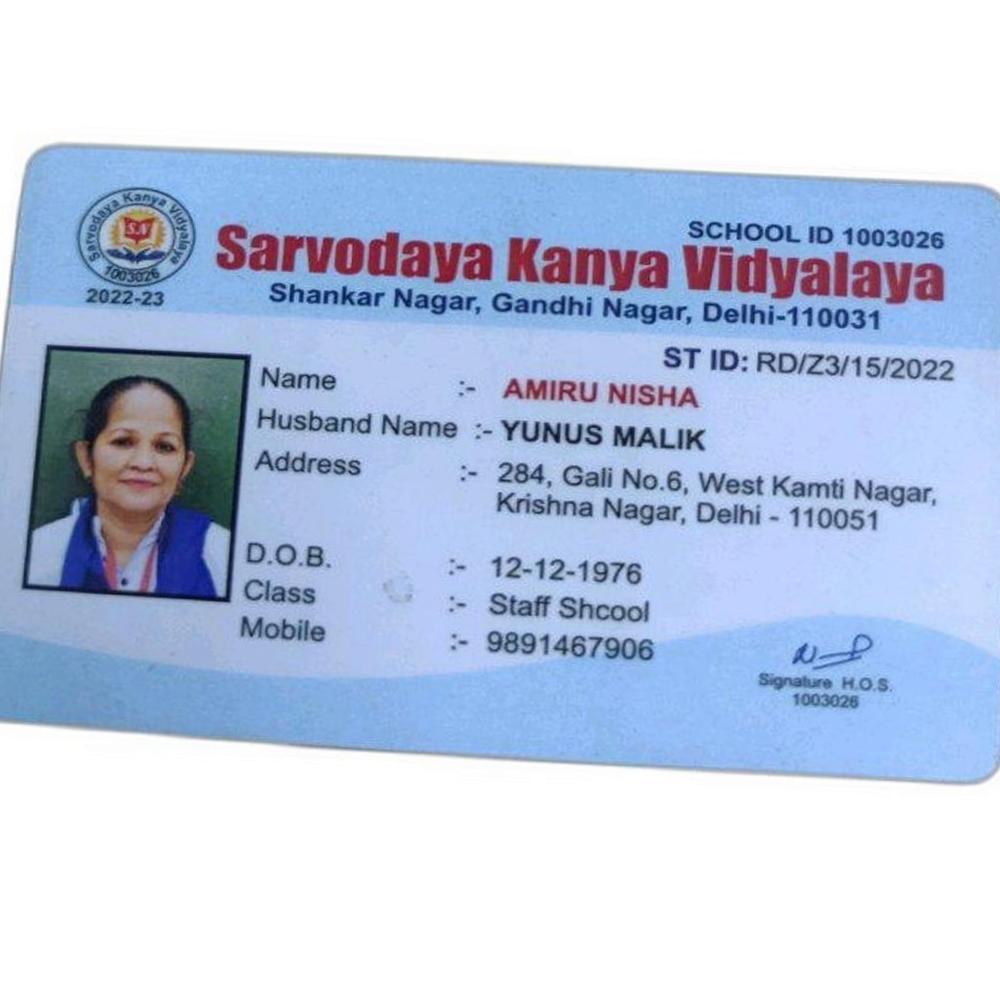 Sarvodaya Kanya Vidyalaya
S.N
1003026
2022-23
SCHOOL ID 1003026
Sarvodaya Kanya Vidyalaya
Shankar Nagar, Gandhi Nagar, Delhi-110031
ST ID: RD/Z3/15/2022
Name :- AMIRU NISHA
Husband Name :- YUNUS MALIK
Address :- 284, Gali No.6, West Kamti Nagar,
Krishna Nagar, Delhi - 110051
D.O.B. :- 12-12-1976
Class :- Staff Shcool
Mobile :- 9891467906
Signature H.O.S.
1003026